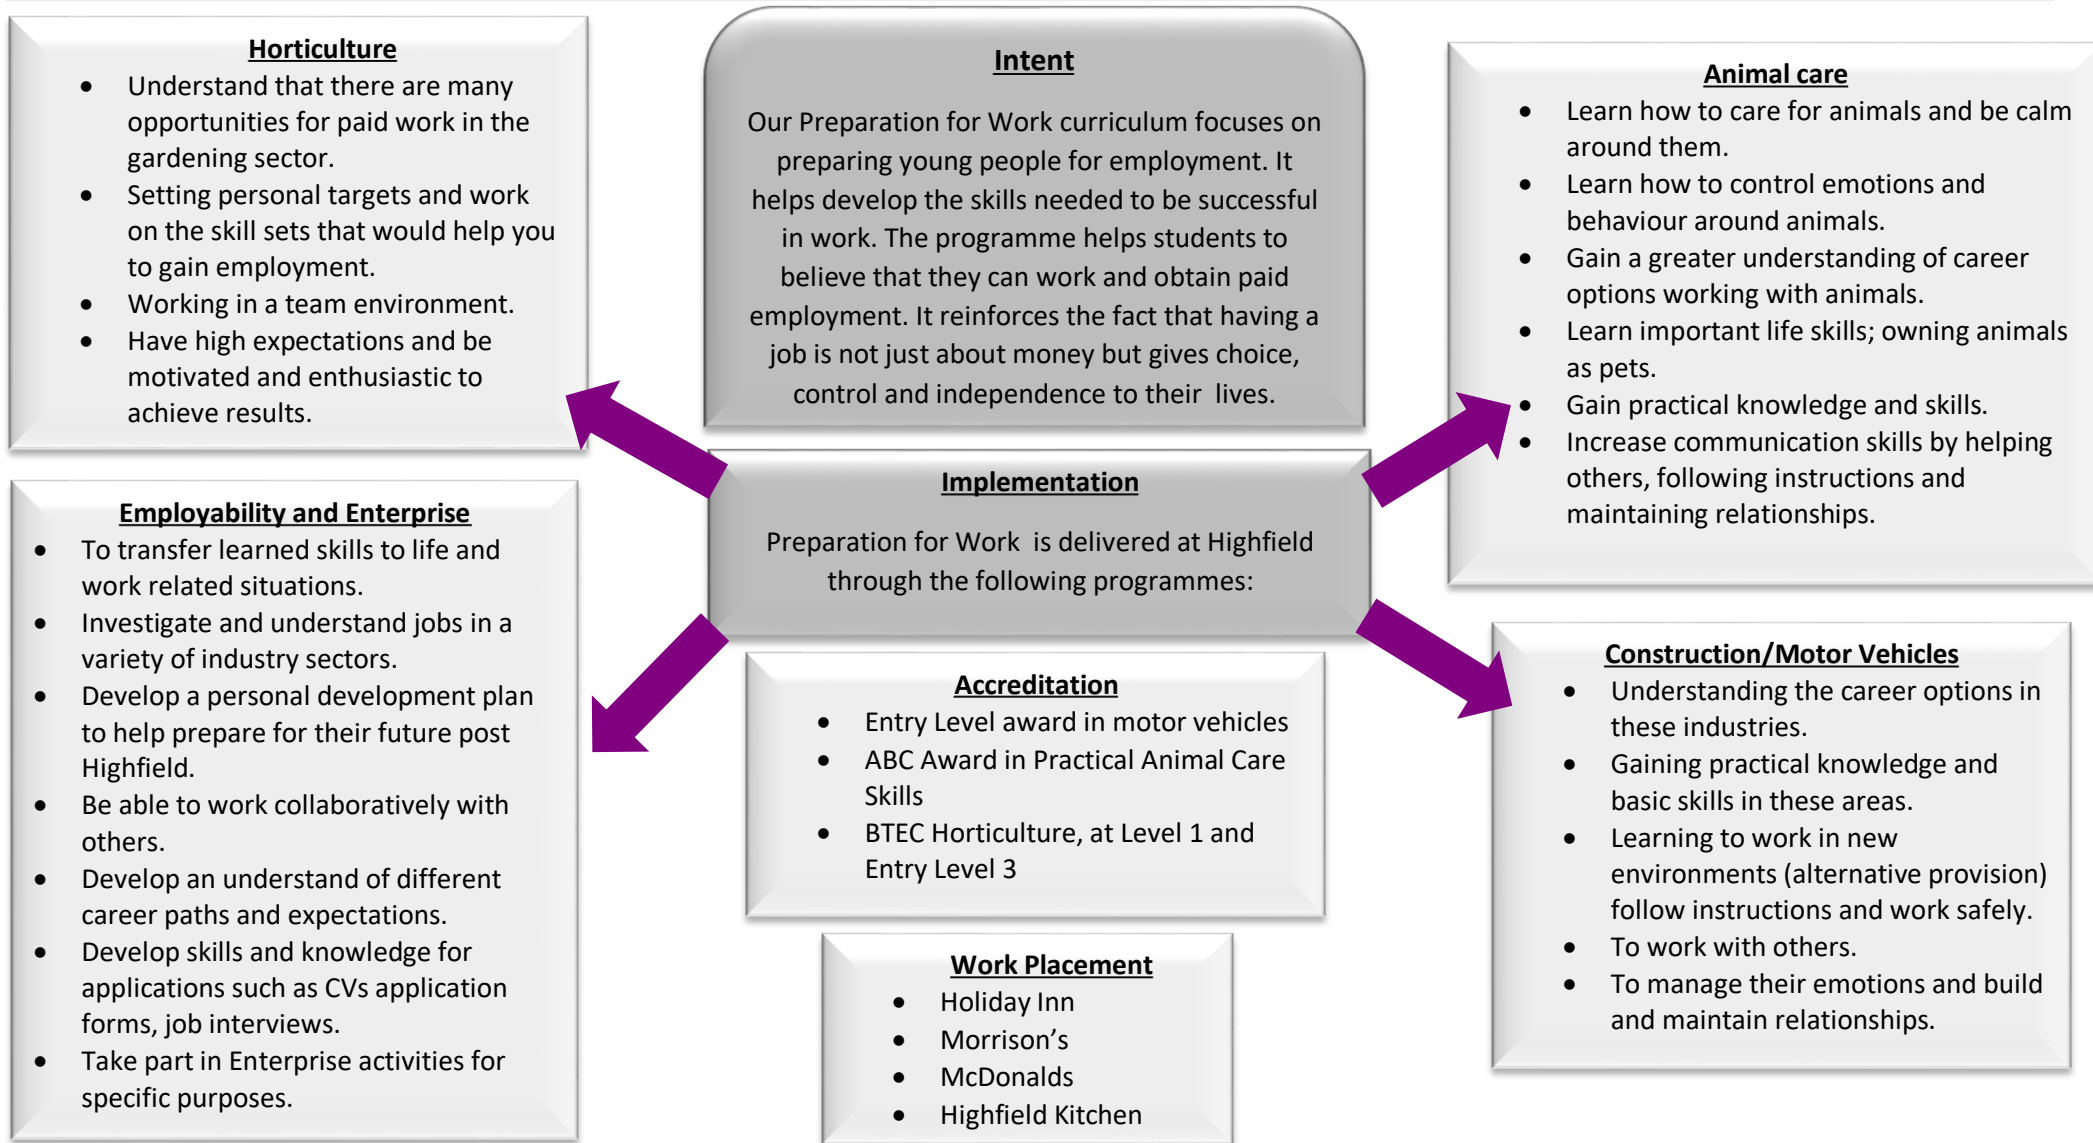 Horticulture
• Understand that there are many
opportunities for paid work in the
gardening sector.
• Setting personal targets and work
on the skill sets that would help you
to gain employment.
• Working in a team environment.
• Have high expectations and be
motivated and enthusiastic to
achieve results.
Intent
Our Preparation for Work curriculum focuses on
preparing young people for employment. It
helps develop the skills needed to be successful
in work. The programme helps students to
believe that they can work and obtain paid
employment. It reinforces the fact that having a
job is not just about money but gives choice,
control and independence to their lives.
Animal care
• Learn how to care for animals and be calm
around them.
• Learn how to control emotions and
behaviour around animals.
• Gain a greater understanding of career
options working with animals.
• Learn important life skills; owning animals
as pets.
• Gain practical knowledge and skills.
• Increase communication skills by helping
others, following instructions and
maintaining relationships.
Implementation
Preparation for Work is delivered at Highfield
through the following programmes:
Employability and Enterprise
• To transfer learned skills to life and
work related situations.
• Investigate and understand jobs in a
variety of industry sectors.
• Develop a personal development plan
to help prepare for their future post
Highfield.
• Be able to work collaboratively with
others.
• Develop an understand of different
career paths and expectations.
• Develop skills and knowledge for
applications such as CVs application
forms, job interviews.
• Take part in Enterprise activities for
specific purposes.
Accreditation
• Entry Level award in motor vehicles
• ABC Award in Practical Animal Care
Skills
• BTEC Horticulture, at Level 1 and
Entry Level 3
Work Placement
• Holiday Inn
• Morrison’s
• McDonalds
• Highfield Kitchen
Construction/Motor Vehicles
• Understanding the career options in
these industries.
• Gaining practical knowledge and
basic skills in these areas.
• Learning to work in new
environments (alternative provision)
follow instructions and work safely.
• To work with others.
• To manage their emotions and build
and maintain relationships.